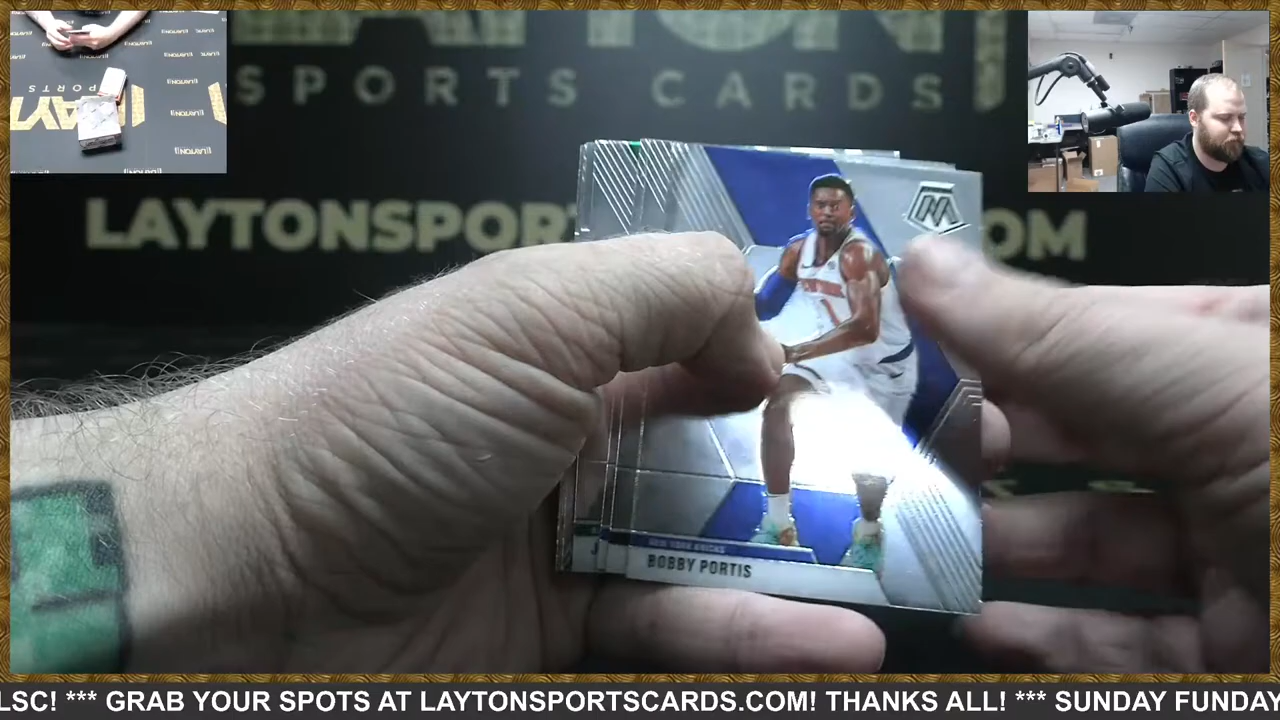 SPORTS CARDS
LAYTONSPOR
OM
NEW YORK KNICKS
BOBBY PORTIS
LSC! *** GRAB YOUR SPOTS AT LAYTONSPORTSCARDS.COM! THANKS ALL! *** SUNDAY FUNDAY